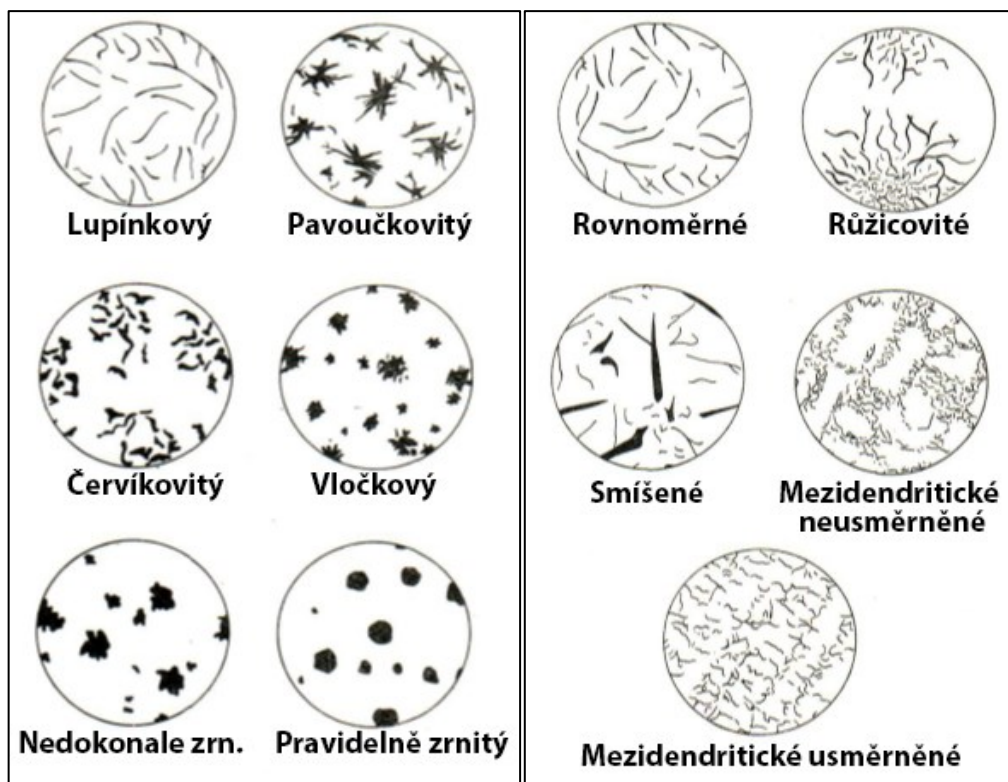 Lupínkový
Pavoučkovitý
Červíkovitý
Vločkový
Nedokonale zrn.
Pravidelně zrnitý
Rovnoměrné
Růžicovité
Smíšené
Mezidendritické
neusměrněné
Mezidendritické usměrněné